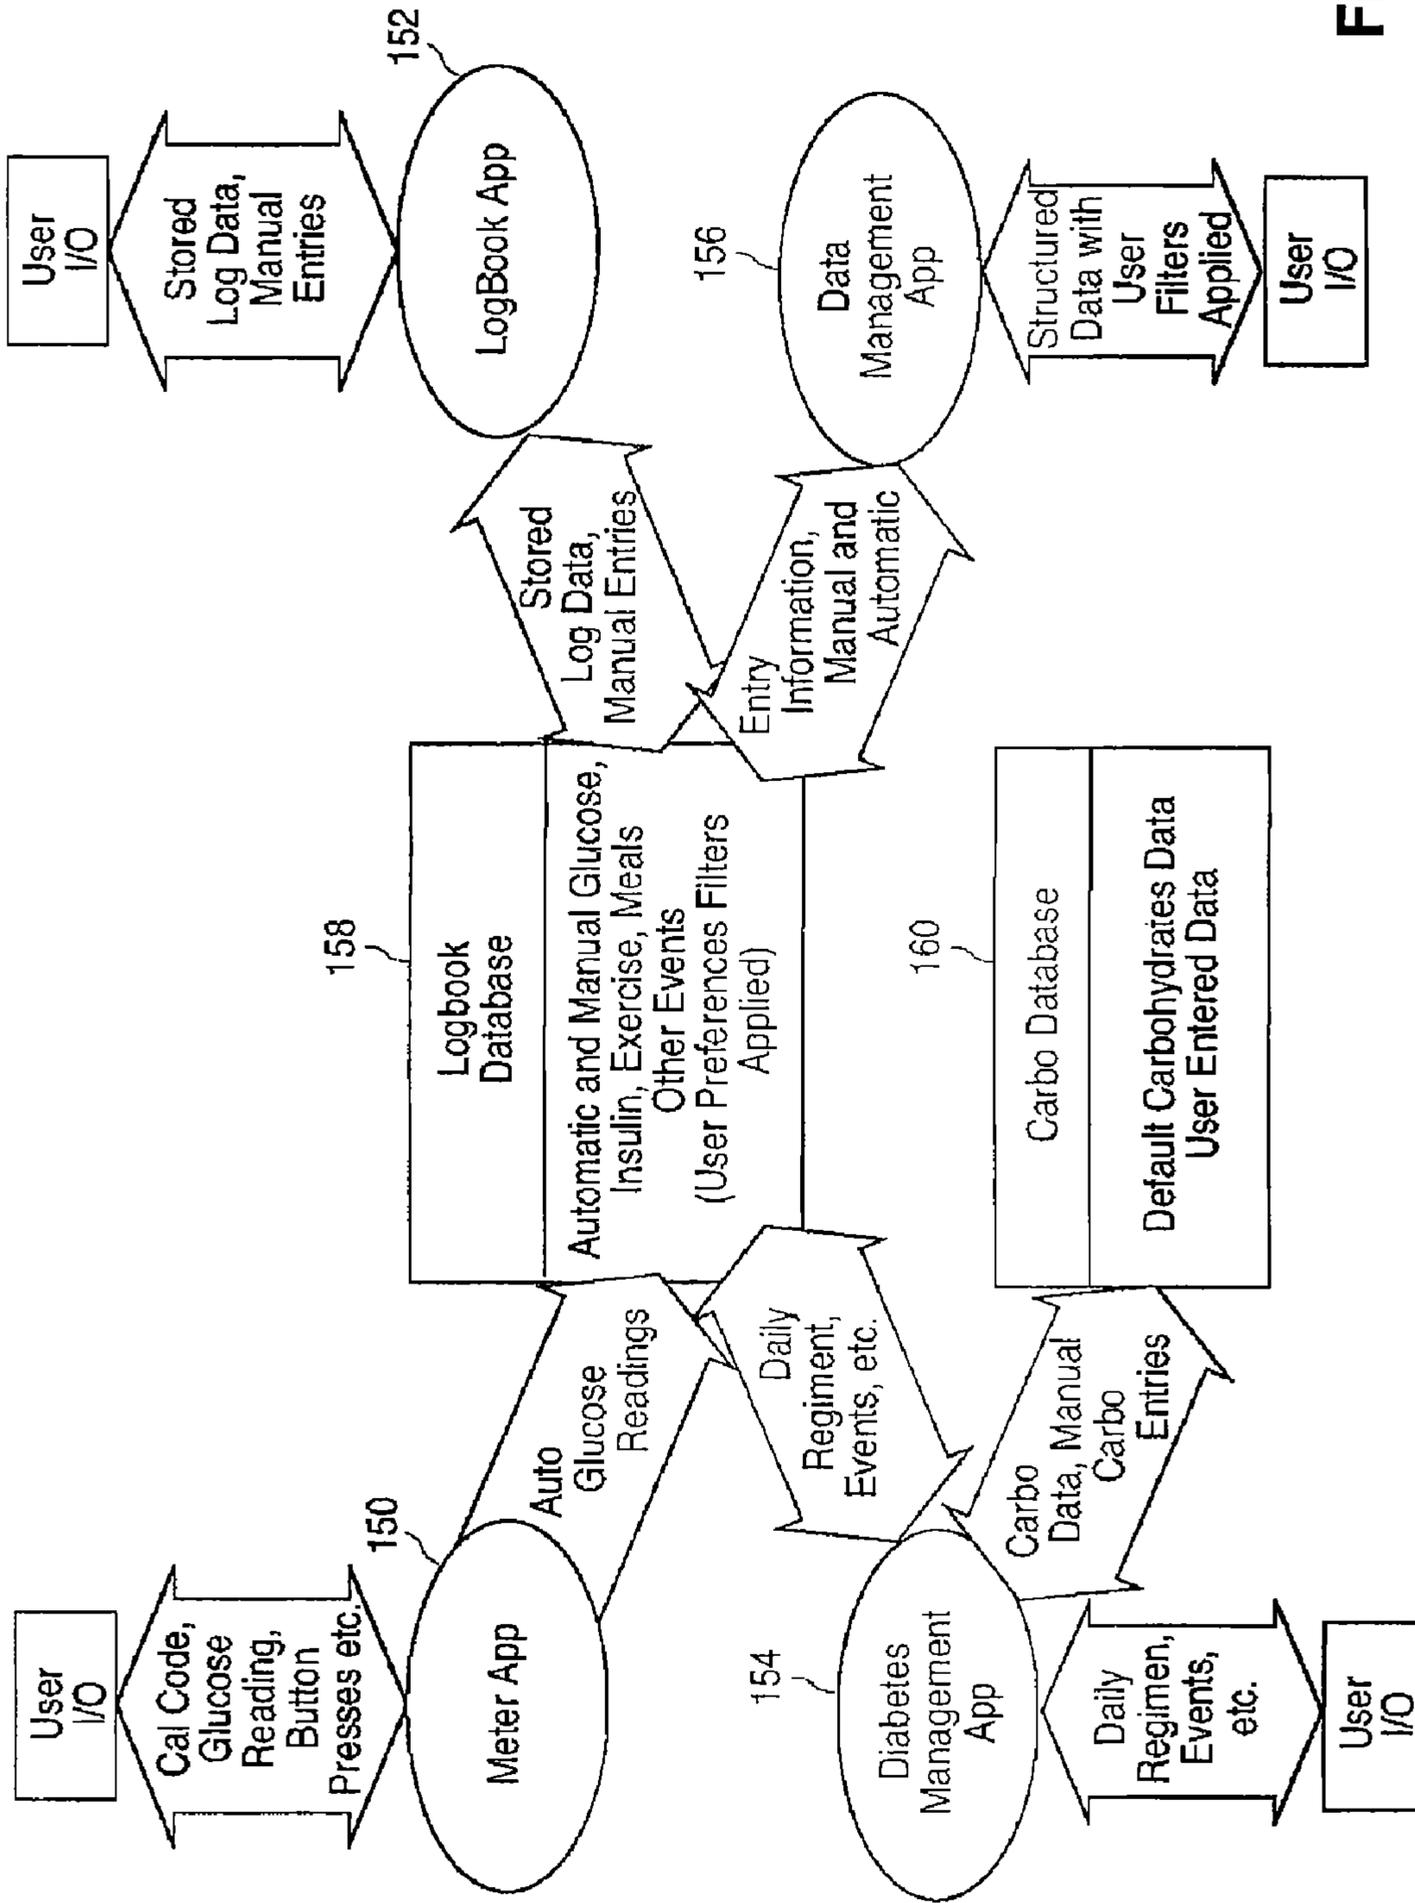 User
I/O
Cal Code,
Glucose
Reading,
Button
Presses etc.
150
Meter App
Auto
Glucose
Readings
158
Logbook
Database
Automatic and Manual Glucose,
Insulin, Exercise, Meals
Other Events
(User Preferences Filters
Applied)
Stored
Log Data,
Manual Entries
User
I/O
Stored
Log Data,
Manual
Entries
152
LogBook App
154
Diabetes
Management
App
Daily
Regimen,
Events,
etc.
User
I/O
Daily
Regiment,
Events, etc.
Carbo
Data, Manual
Carbo
Entries
160
Carbo Database
Default Carbohydrates Data
User Entered Data
Entry
Information,
Manual and
Automatic
156
Data
Management
App
Structured
Data with
User
Filters
Applied
User
I/O
F